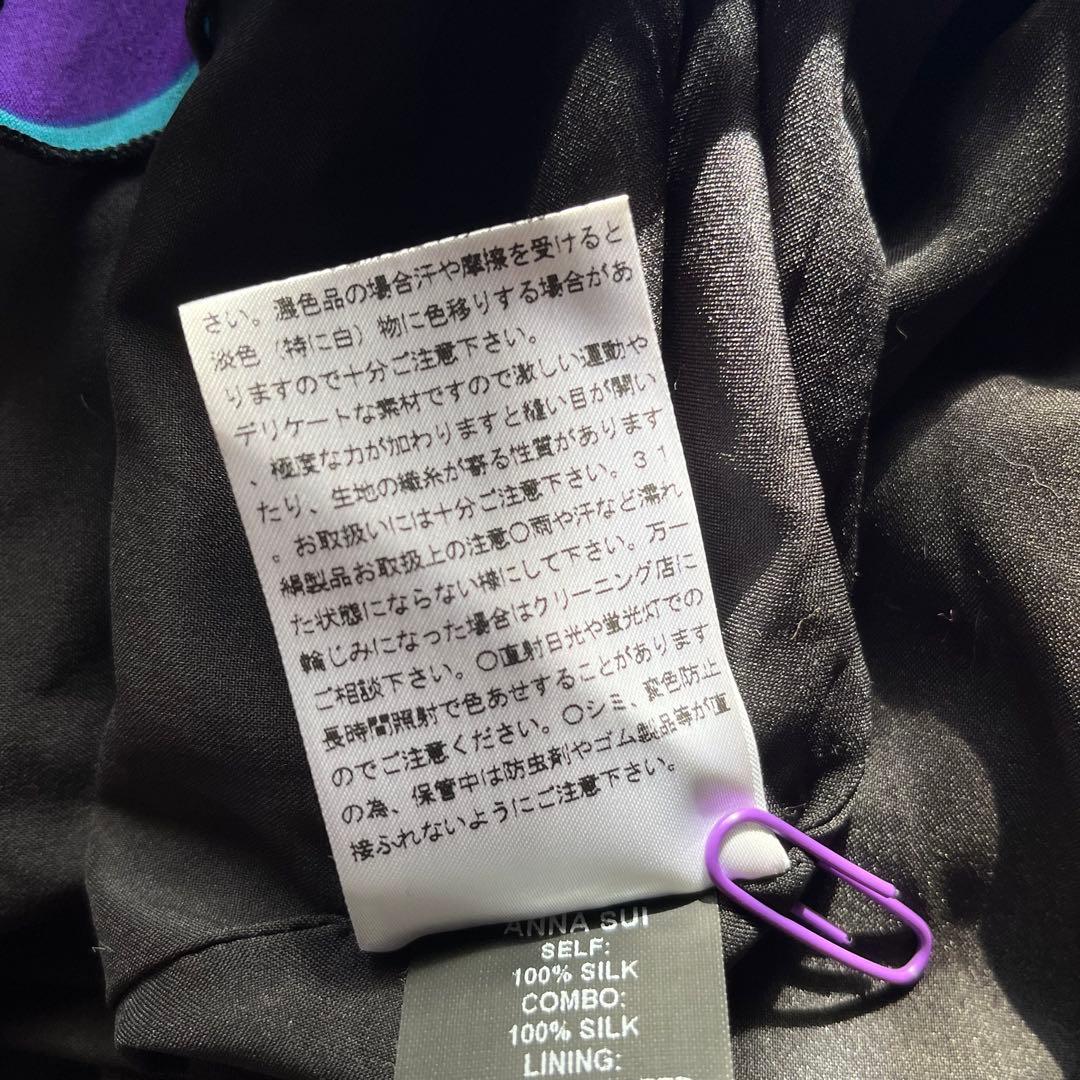 さい。濃色品の場合汗や摩擦を受けると
淡色(特に白)物に色移りする場合があ
りますので十分ご注意下さい。
デリケートな素材ですので激しい運動や
、極度な力が加わりますと縫い目が開い
たり、生地の織糸が寄る性質があります
。お取扱いには十分ご注意下さい。31
絹製品お取扱上の注意〇雨や汗など濡れ
た状態にならない様にして下さい。万一
輪じみになった場合はクリーニング店に
ご相談下さい。〇直射日光や蛍光灯での
長時間照射で色あせすることがあります
のでご注意ください。〇シミ、変色防止
の為、保管中は防虫剤やゴム製品等が直
接ふれないようにご注意下さい。
ANNA SUI
SELF:
100% SILK
COMBO:
100% SILK
LINING: